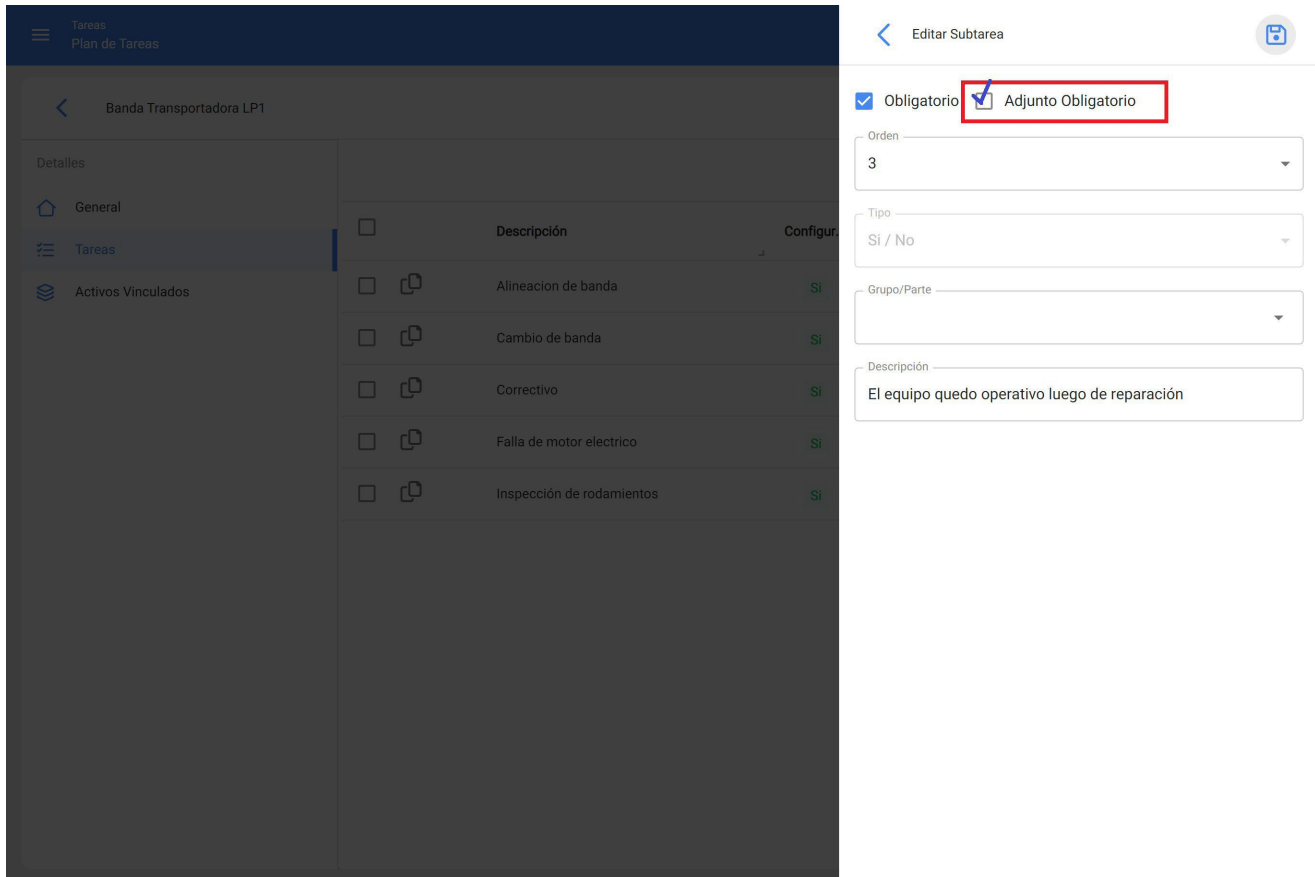 Tareas
Plan de Tareas
Editar Subtarea
Banda Transportadora LP1
Obligatorio
Adjunto Obligatorio
Detalles
General
Tareas
Activos Vinculados
Descripción
Configur.
Alineacion de banda
Si
Cambio de banda
Si
Correctivo
Si
Falla de motor electrico
Si
Inspección de rodamientos
Si
Orden
3
Tipo
Si / No
Grupo/Parte
Descripción
El equipo quedo operativo luego de reparación